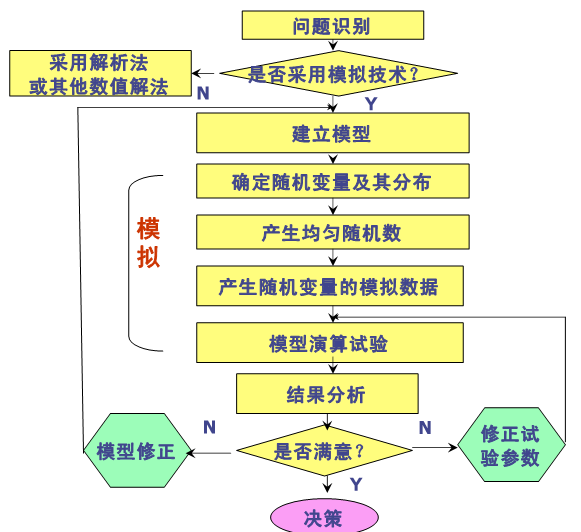 问题识别
采用解析法
或其他数值解法
是否采用模拟技术？
N
Y
建立模型
确定随机变量及其分布
模
拟
产生均匀随机数
产生随机变量的模拟数据
模型演算试验
结果分析
N
N
模型修正
是否满意？
修正试
验参数
Y
决策